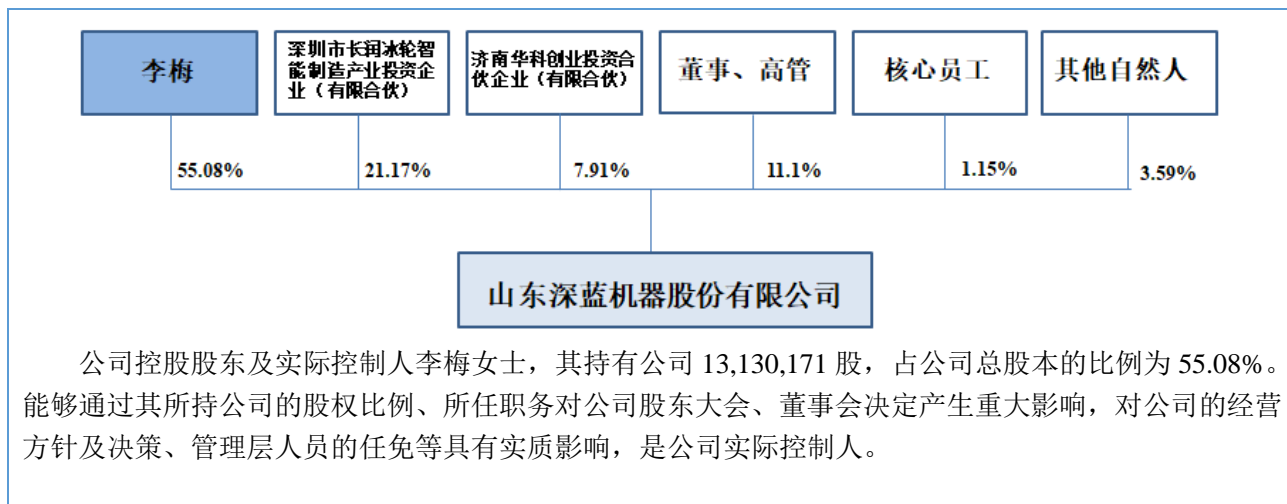 李梅
深圳市长润冰轮智
能制造产业投资企
业（有限合伙）
济南华科创业投资合
伙企业（有限合伙）
董事、高管
核心员工
其他自然人
55.08%
21.17%
7.91%
11.1%
1.15%
3.59%
山东深蓝机器股份有限公司
公司控股股东及实际控制人李梅女士，其持有公司 13,130,171 股，占公司总股本的比例为 55.08%。
能够通过其所持公司的股权比例、所任职务对公司股东大会、董事会决定产生重大影响，对公司的经营
方针及决策、管理层人员的任免等具有实质影响，是公司实际控制人。